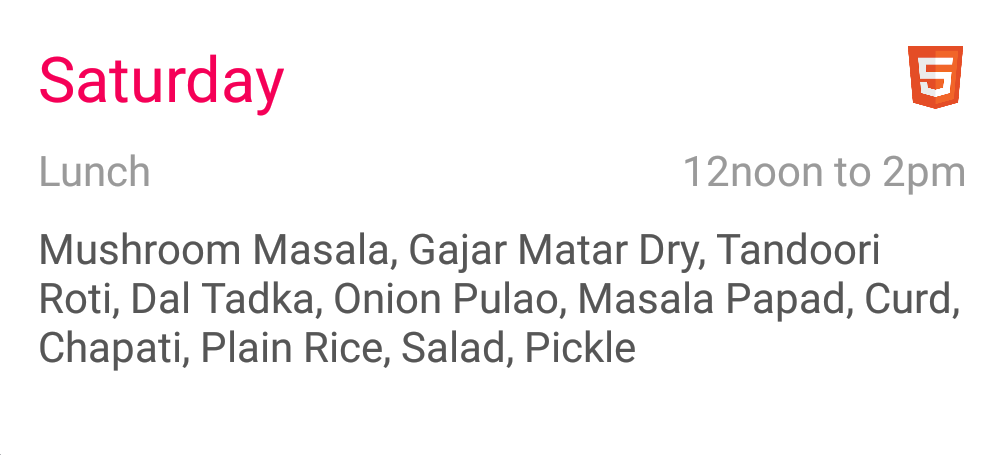 Saturday
Lunch 12noon to 2pm
Mushroom Masala, Gajar Matar Dry, Tandoori
Roti, Dal Tadka, Onion Pulao, Masala Papad, Curd,
Chapati, Plain Rice, Salad, Pickle